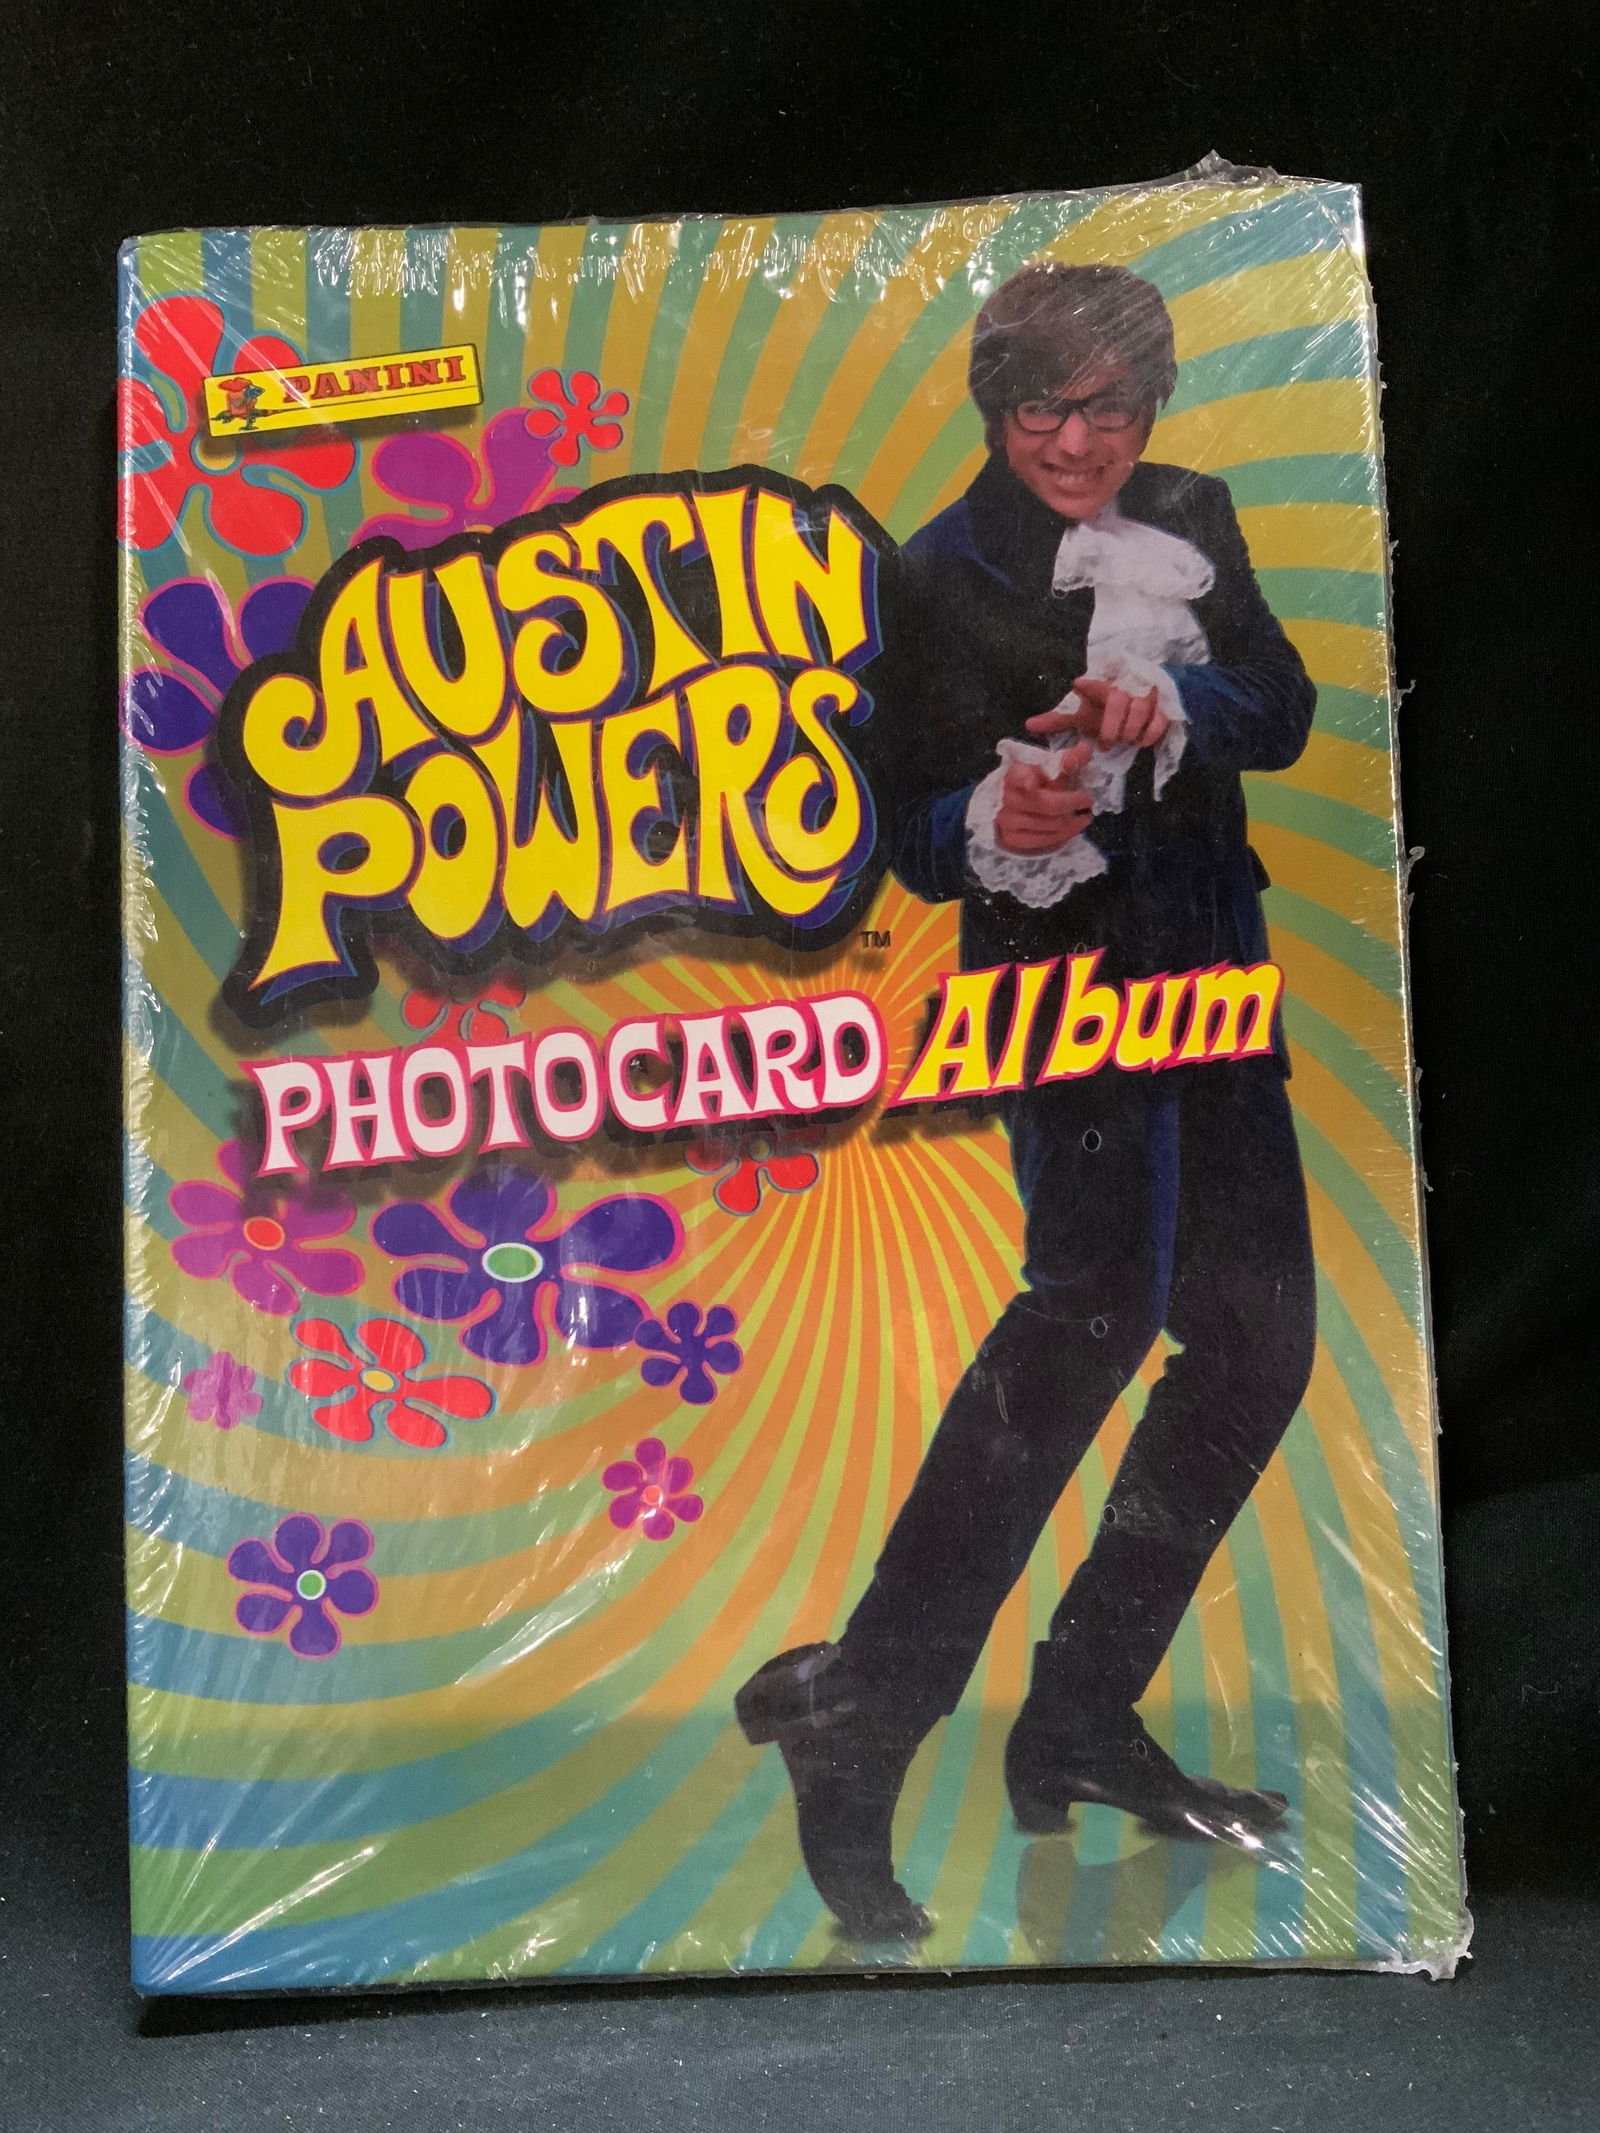 PANINI
AUSTIN
POWERS
TM
PHOTOCARD Album